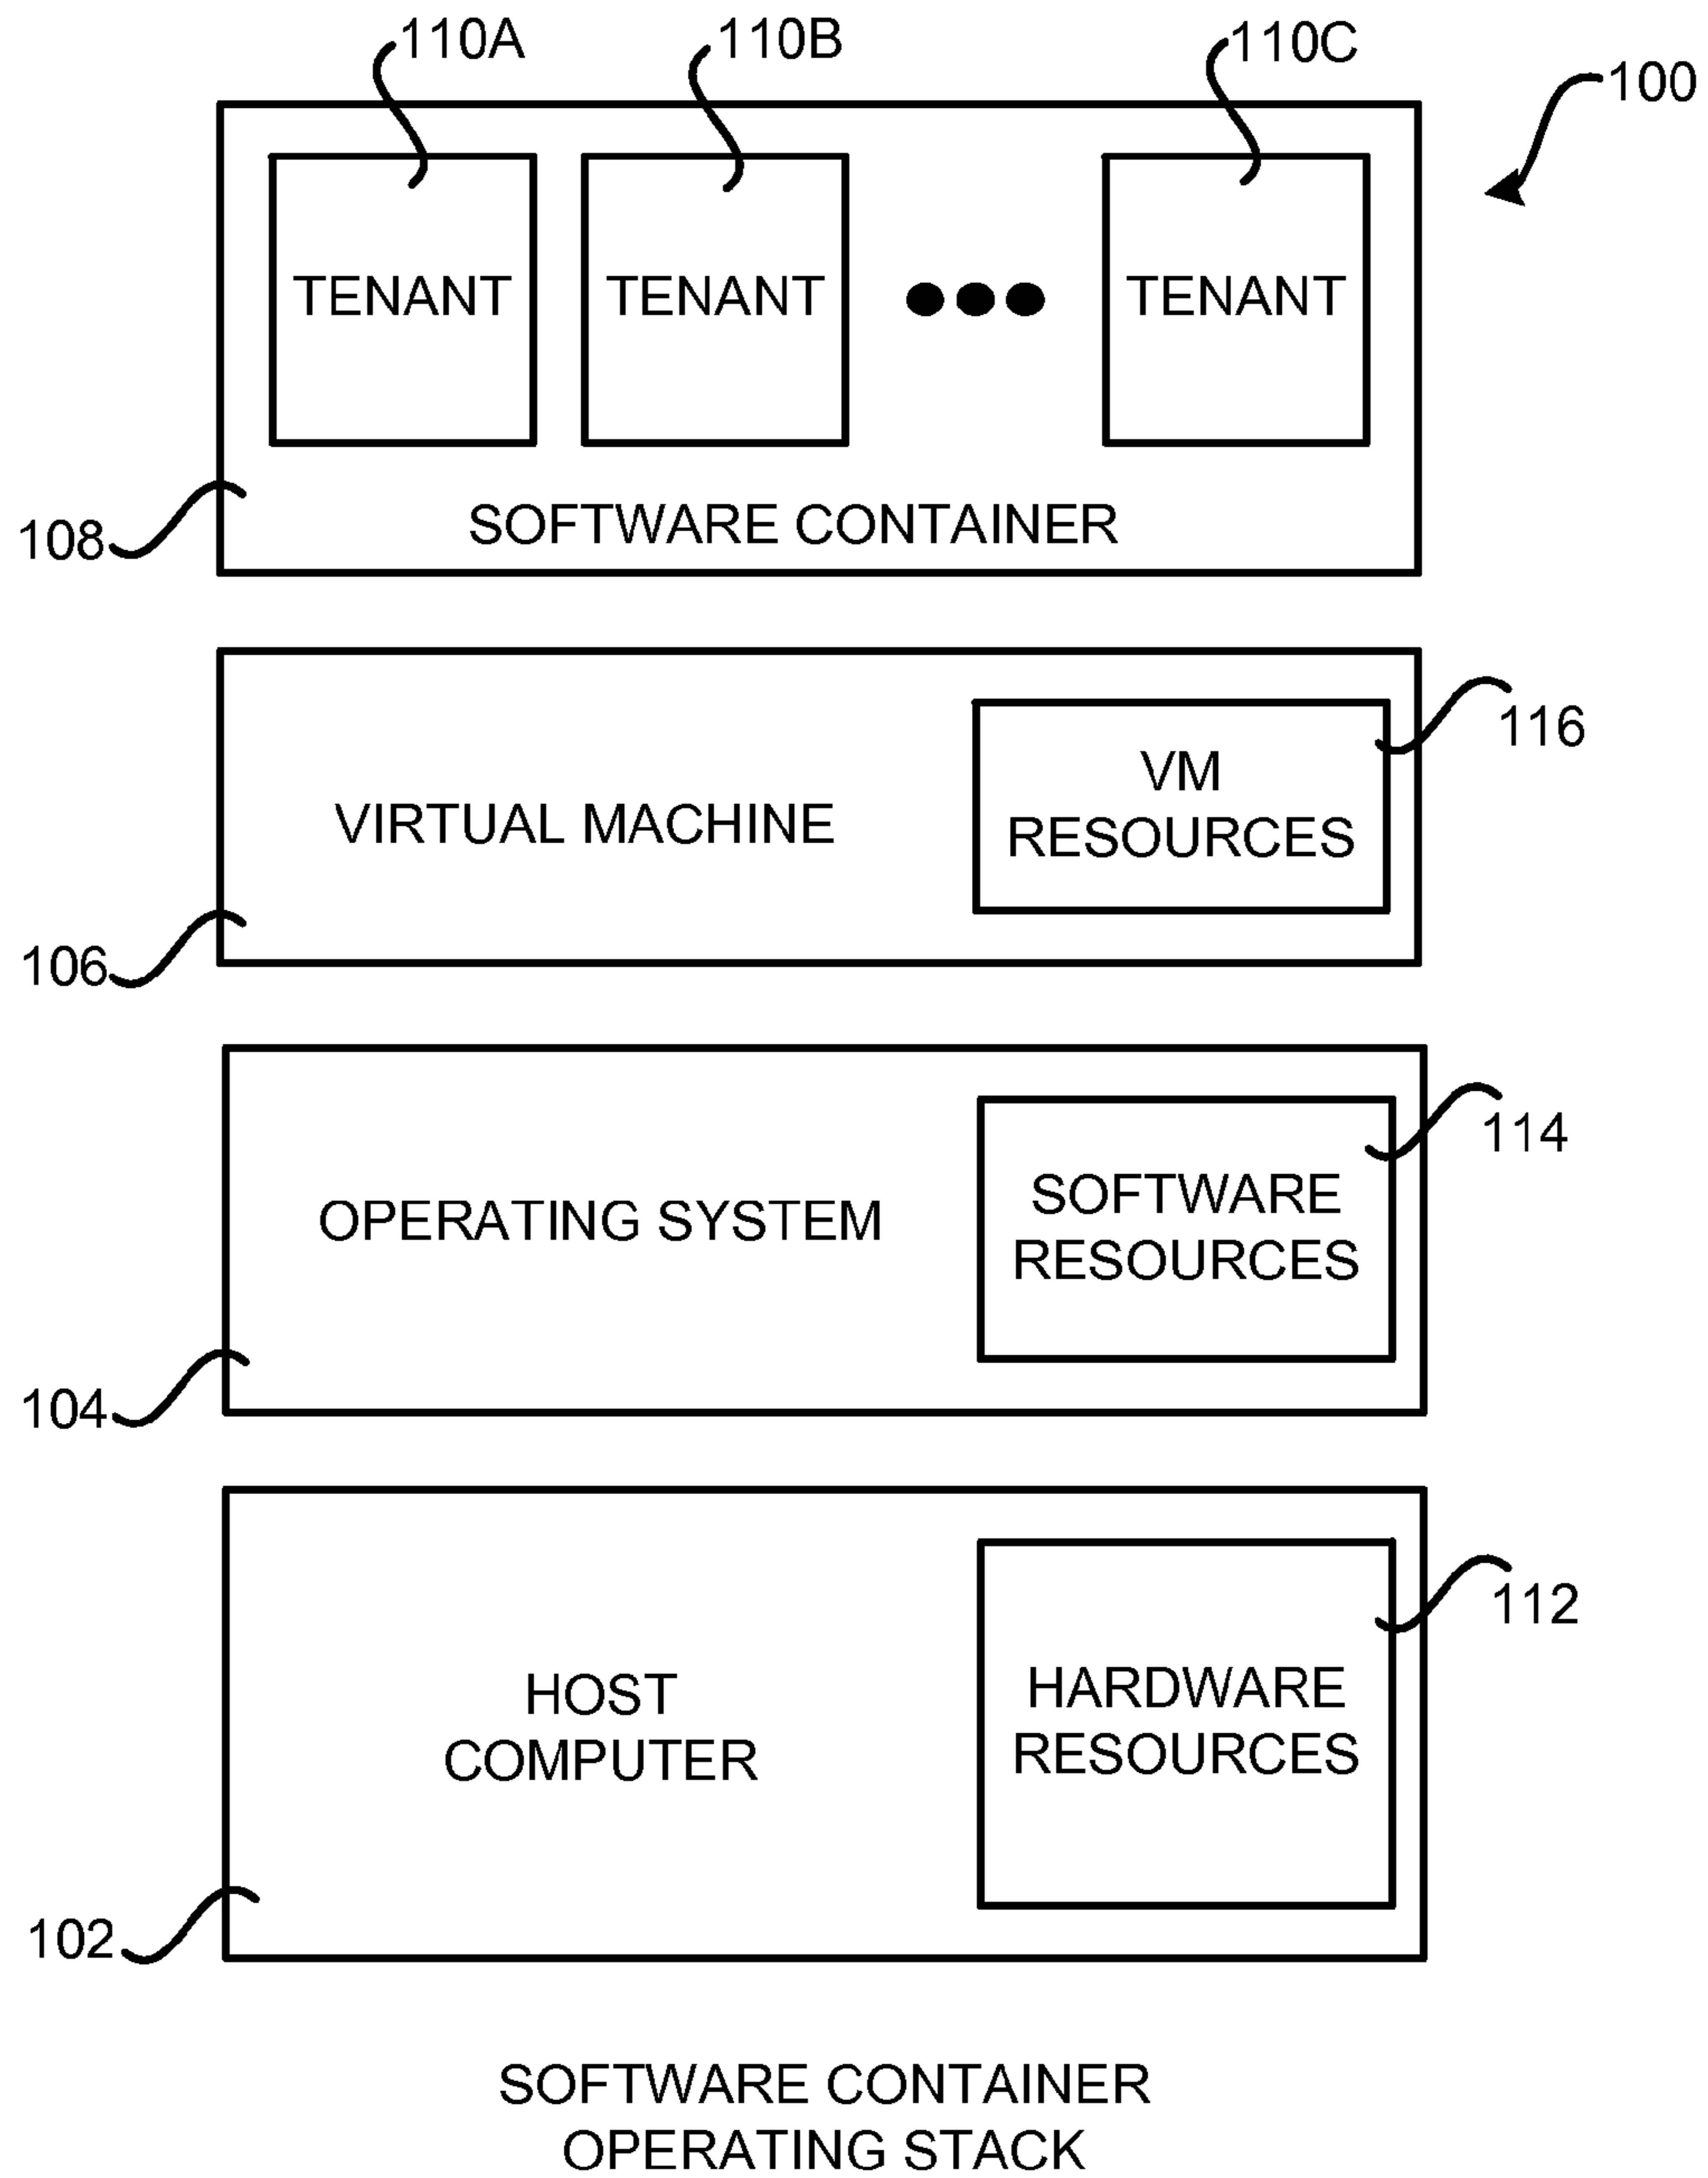 110A 110B 110C
100
TENANT TENANT TENANT
108
SOFTWARE CONTAINER
116
VM
RESOURCES
VIRTUAL MACHINE
106
114
SOFTWARE
RESOURCES
OPERATING SYSTEM
104
112
HOST
COMPUTER
HARDWARE
RESOURCES
102
SOFTWARE CONTAINER
OPERATING STACK